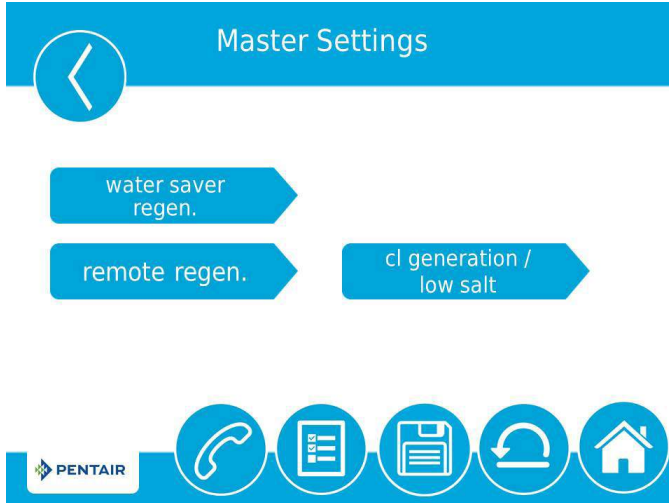 Master Settings
water saver
regen.
remote regen.
cl generation /
low salt
PENTAIR